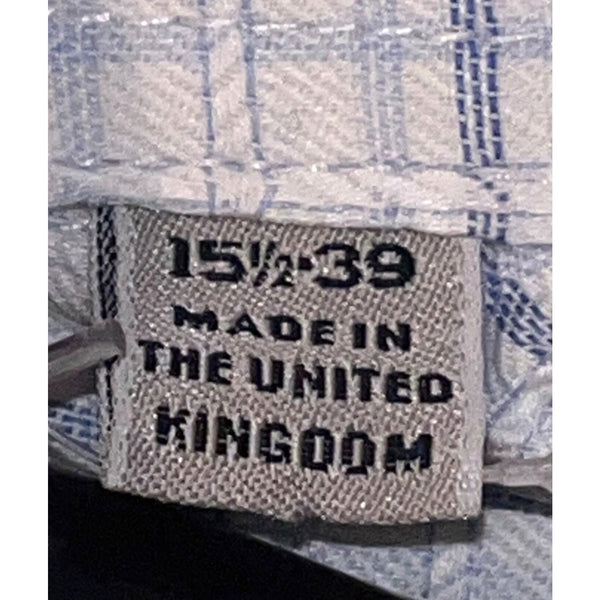 15½·39
MADE IN
THE UNITED
KINGDOM